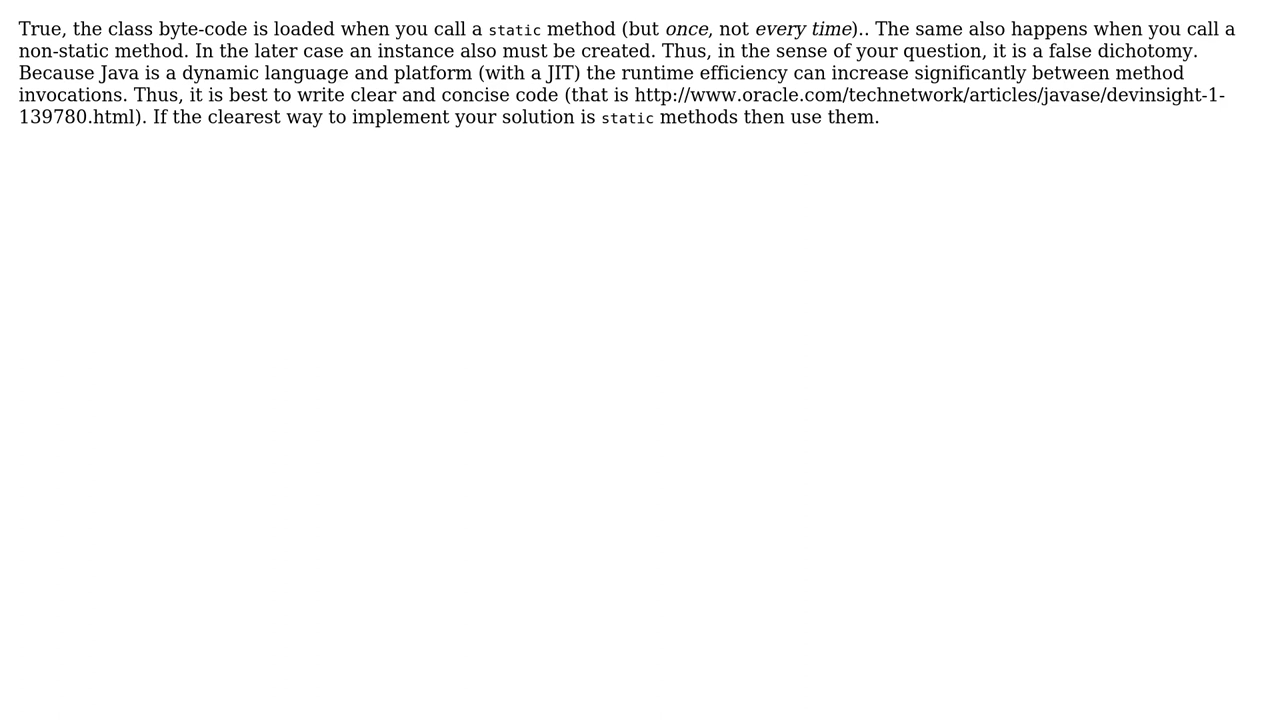 True, the class byte-code is loaded when you call a static method (but once, not every time).. The same also happens when you call a
non-static method. In the later case an instance also must be created. Thus, in the sense of your question, it is a false dichotomy.
Because Java is a dynamic language and platform (with a JIT) the runtime efficiency can increase significantly between method
invocations. Thus, it is best to write clear and concise code (that is http://www.oracle.com/technetwork/articles/javase/devinsight-1-
139780.html). If the clearest way to implement your solution is static methods then use them.